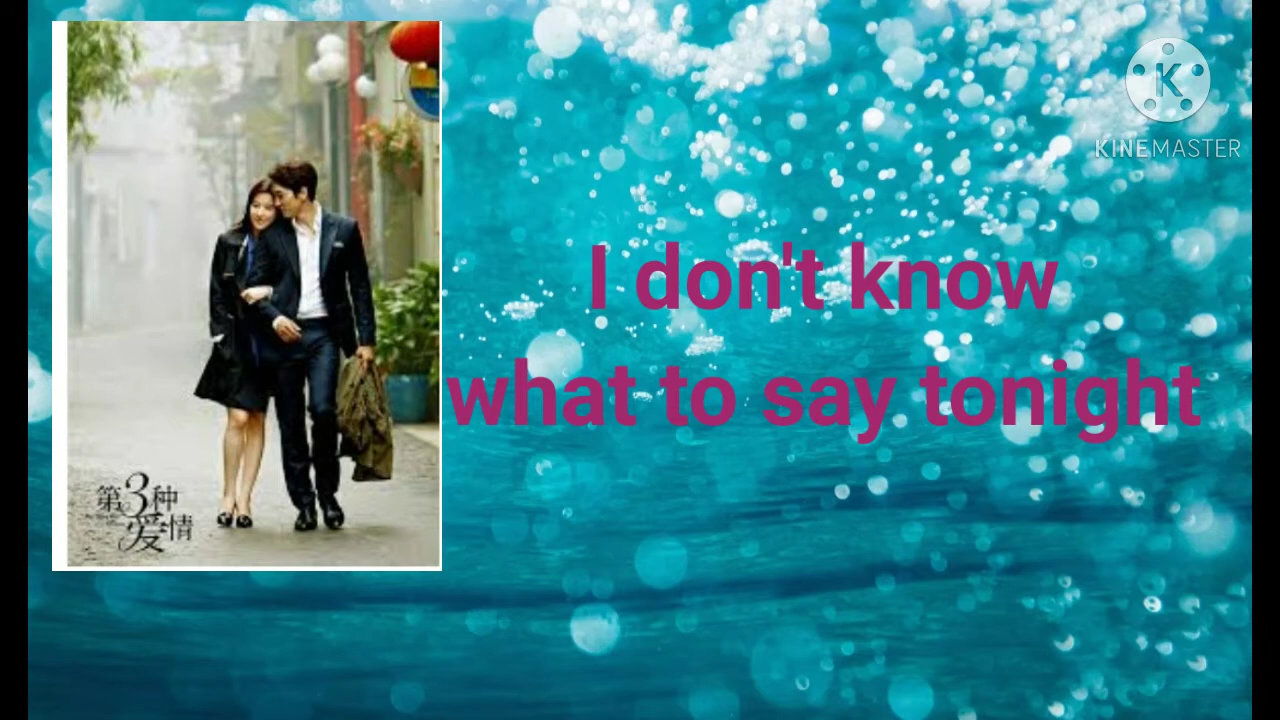 KINEMASTER
I don't know
what to say tonight
第3种
爱情